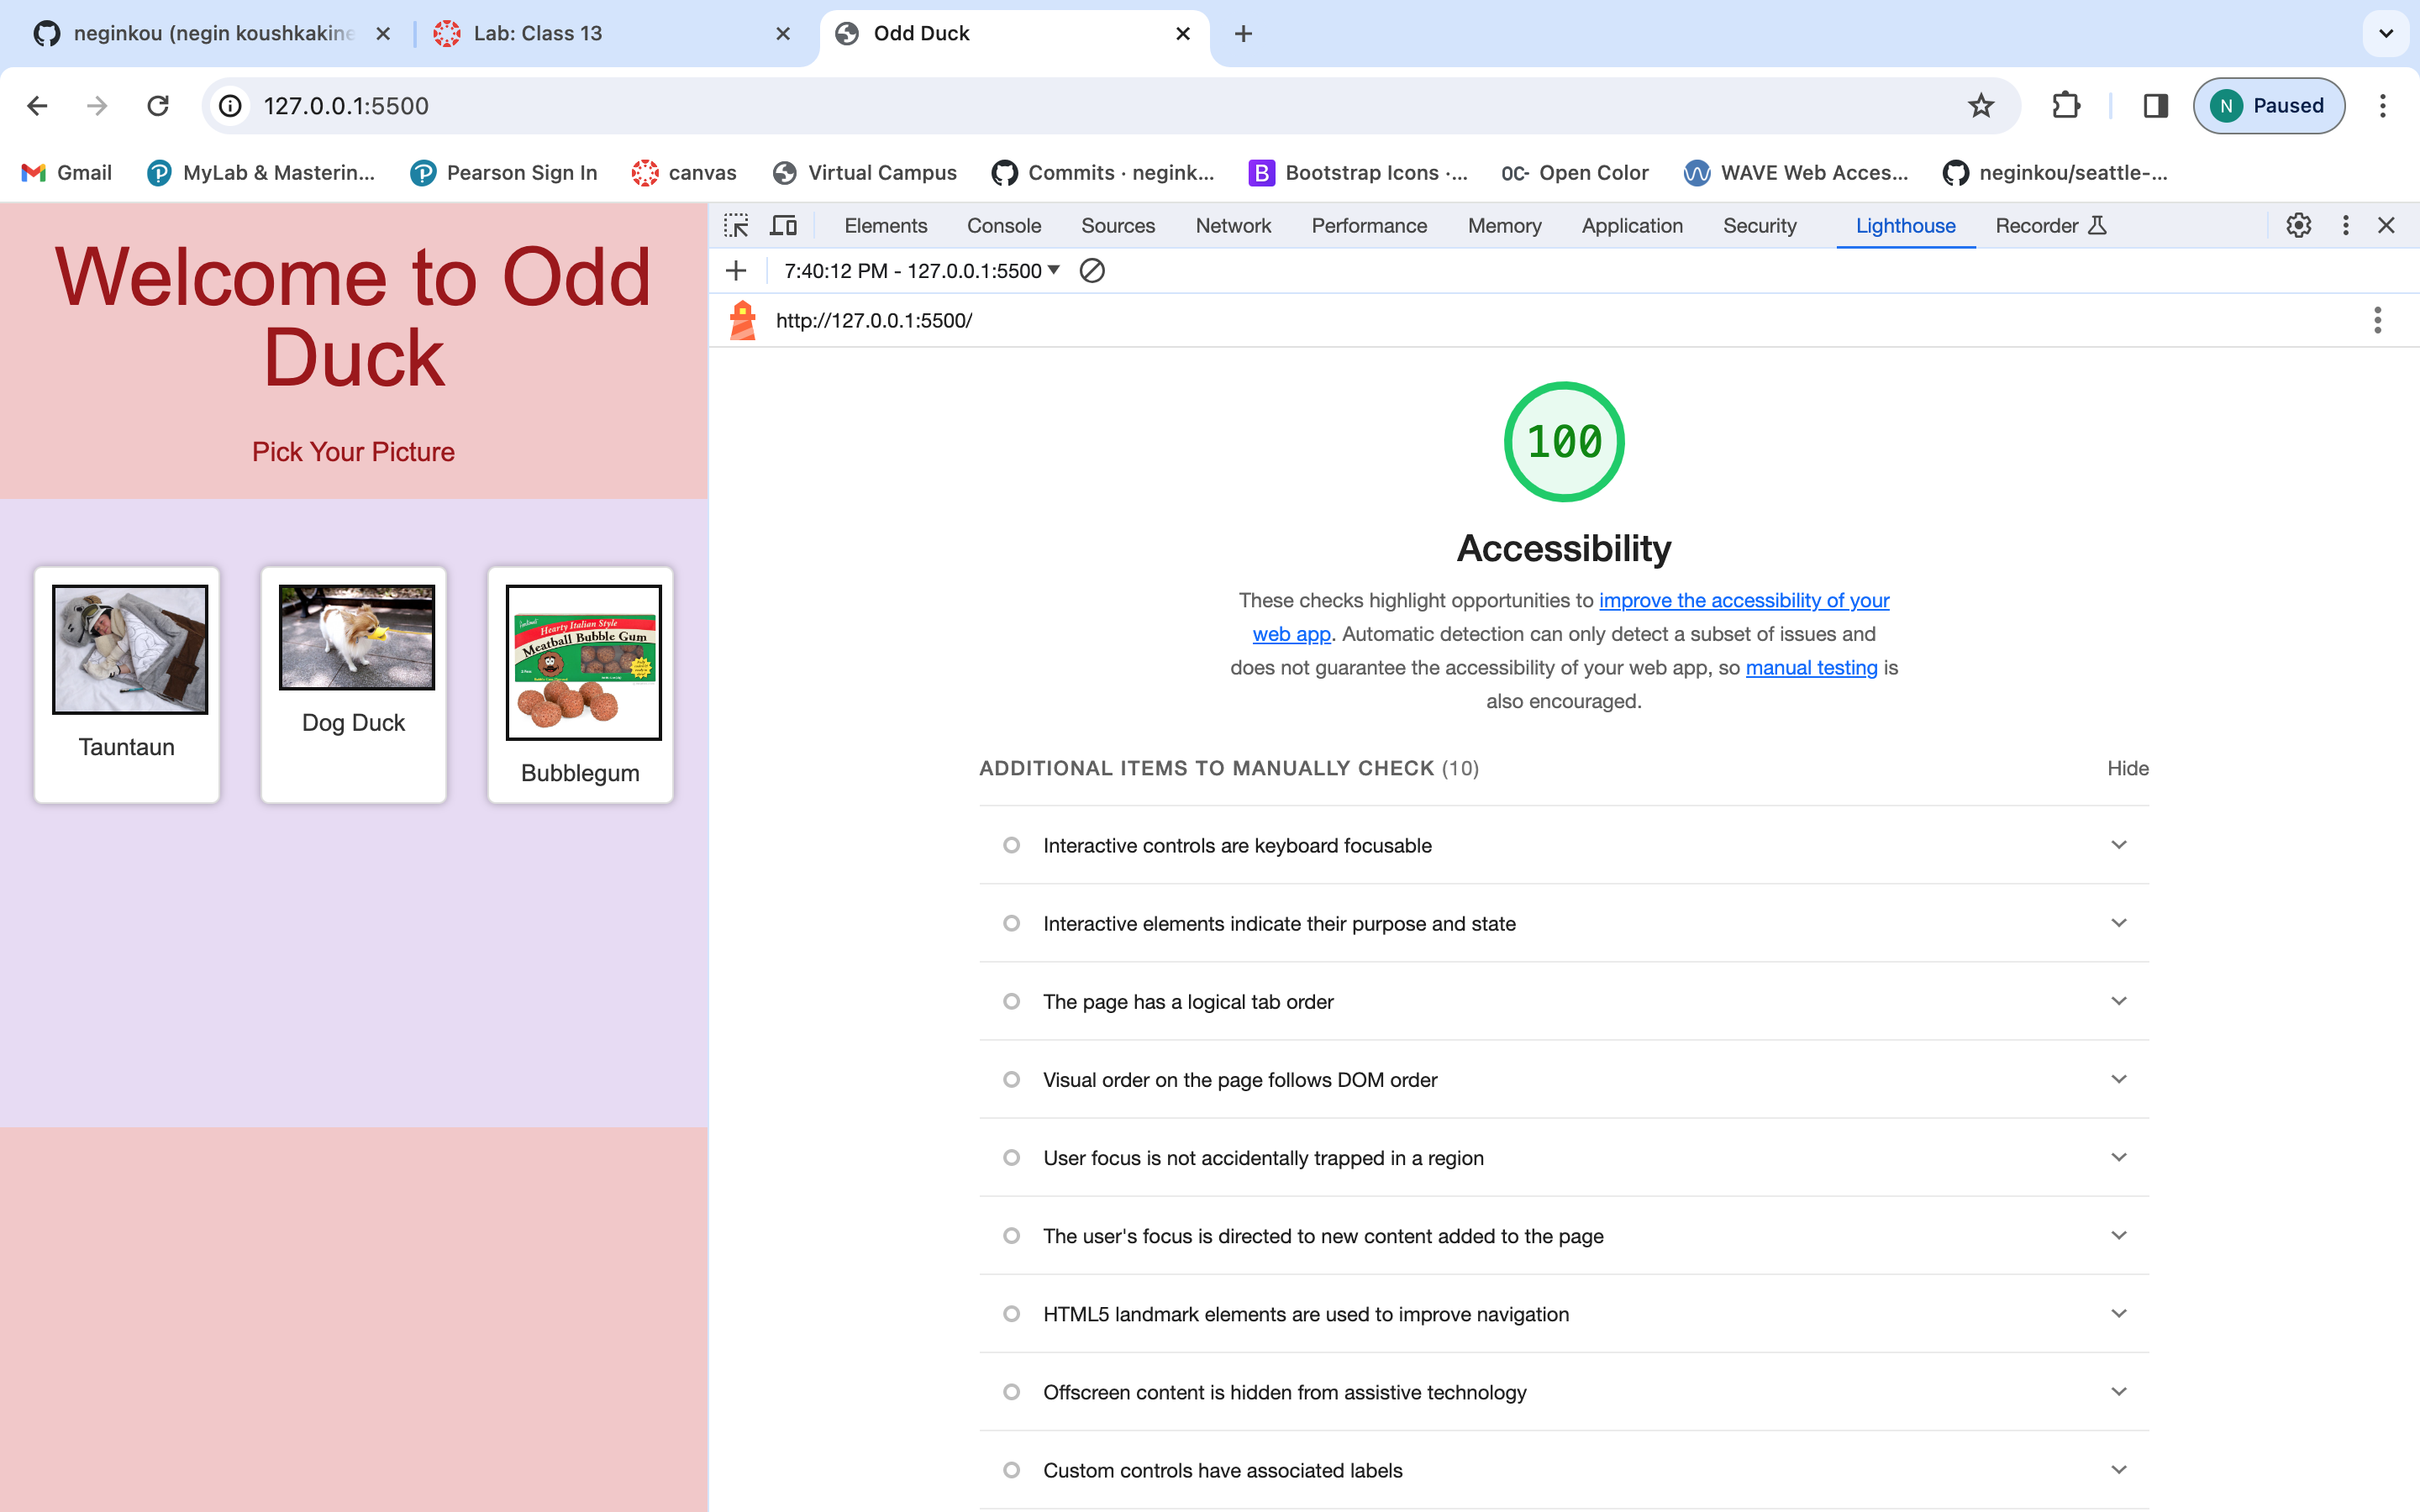 neginkou (negin koushkakine
Lab: Class 13
Odd Duck
127.0.0.1:5500
N Paused
Gmail
MyLab & Masterin...
Pearson Sign In
canvas
Virtual Campus
Commits · negink...
B Bootstrap Icons ·...
OC- Open Color
WAVE Web Acces...
neginkou/seattle-...
Welcome to Odd
Duck
Pick Your Picture
Hearty Italian Style
Meatball Bubble Gum
Tauntaun
Dog Duck
Bubblegum
Elements
Console
Sources
Network
Performance
Memory
Application
Security
Lighthouse
Recorder
7:40:12 PM - 127.0.0.1:5500
http://127.0.0.1:5500/
100
Accessibility
These checks highlight opportunities to improve the accessibility of your
web app. Automatic detection can only detect a subset of issues and
does not guarantee the accessibility of your web app, so manual testing is
also encouraged.
ADDITIONAL ITEMS TO MANUALLY CHECK (10)
Hide
Interactive controls are keyboard focusable
Interactive elements indicate their purpose and state
The page has a logical tab order
Visual order on the page follows DOM order
User focus is not accidentally trapped in a region
The user's focus is directed to new content added to the page
HTML5 landmark elements are used to improve navigation
Offscreen content is hidden from assistive technology
Custom controls have associated labels